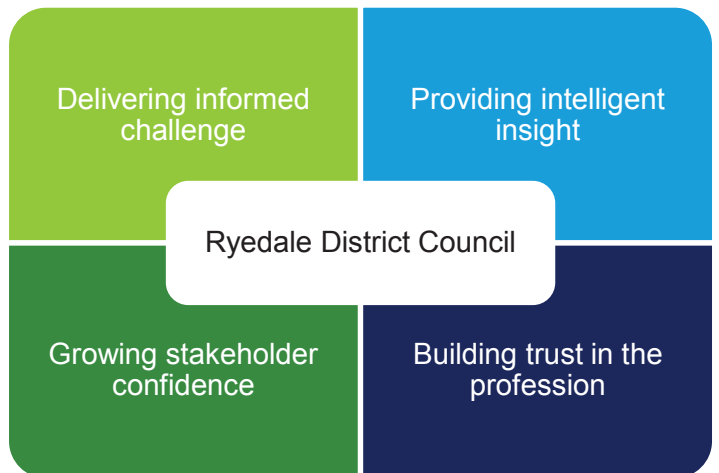 Delivering informed
challenge
Providing intelligent
insight
Ryedale District Council
Growing stakeholder
confidence
Building trust in the
profession